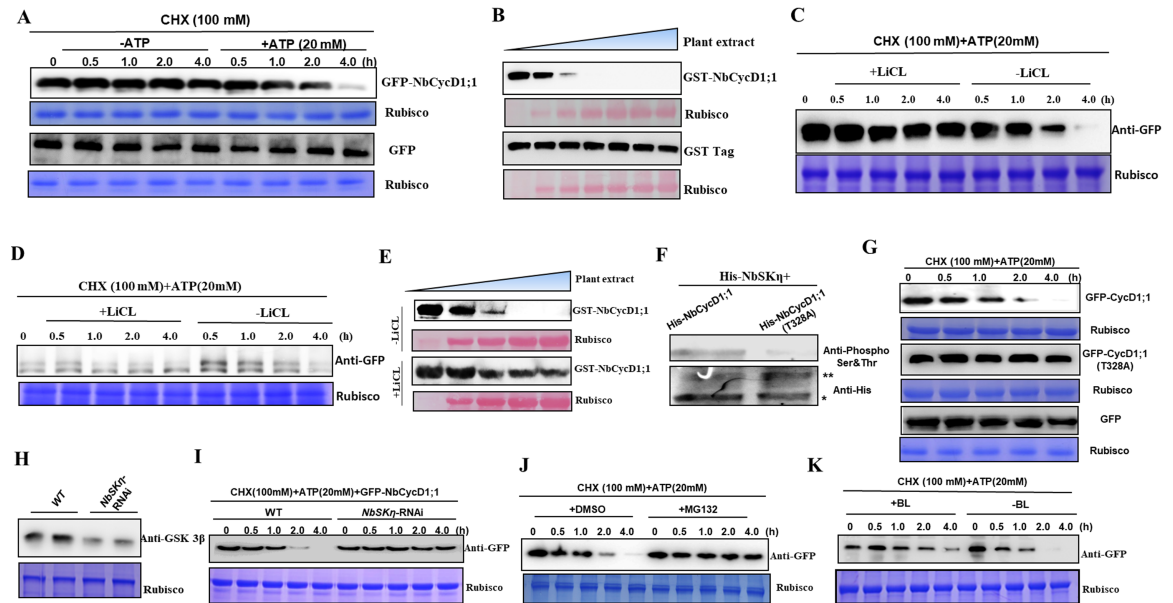 A
CHX (100 mM)
-ATP +ATP (20 mM)
0 0.5 1.0 2.0 4.0 0.5 1.0 2.0 4.0 (h)
GFP-NbCycD1;1
Rubisco
GFP
Rubisco
B
Plant extract
GST-NbCycD1;1
Rubisco
GST Tag
Rubisco
C
CHX (100 mM)+ATP(20mM)
+LiCL -LiCL
0 0.5 1.0 2.0 4.0 0.5 1.0 2.0 4.0 (h)
Anti-GFP
Rubisco
D
CHX (100 mM)+ATP(20mM)
+LiCL -LiCL
0 0.5 1.0 2.0 4.0 0.5 1.0 2.0 4.0 h)
Anti-GFP
Rubisco
E
Plant extract
-LiCL
GST-NbCycD1;1
Rubisco
+LiCL
GST-NbCycD1;1
Rubisco
F
His-NbSKη+
His-NbCycD1;1
His-NbCycD1;1
(T328A)
Anti-Phospho
Ser&Thr
**
Anti-His
*
G
CHX (100 mM)+ATP(20mM)
0 0.5 1.0 2.0 4.0 (h)
GFP-CycD1;1
Rubisco
GFP-CycD1;1
(T328A)
Rubisco
GFP
Rubisco
H
WT
NbSKη-
RNAi
Anti-GSK 3β
Rubisco
I
CHX(100mM)+ATP(20mM)+GFP-NbCycD1;1
WT NbSKη-RNAi
0 0.5 1.0 2.0 4.0 0 0.5 1.0 2.0 4.0 (h)
Anti-GFP
Rubisco
J
CHX (100 mM)+ATP(20mM)
+DMSO +MG132
0 0.5 1.0 2.0 4.0 0 0.5 1.0 2.0 4.0 (h)
Anti-GFP
Rubisco
K
CHX (100 mM)+ATP(20mM)
+BL -BL
0 0.5 1.0 2.0 4.0 0 0.5 1.0 2.0 4.0 (h)
Anti-GFP
Rubisco